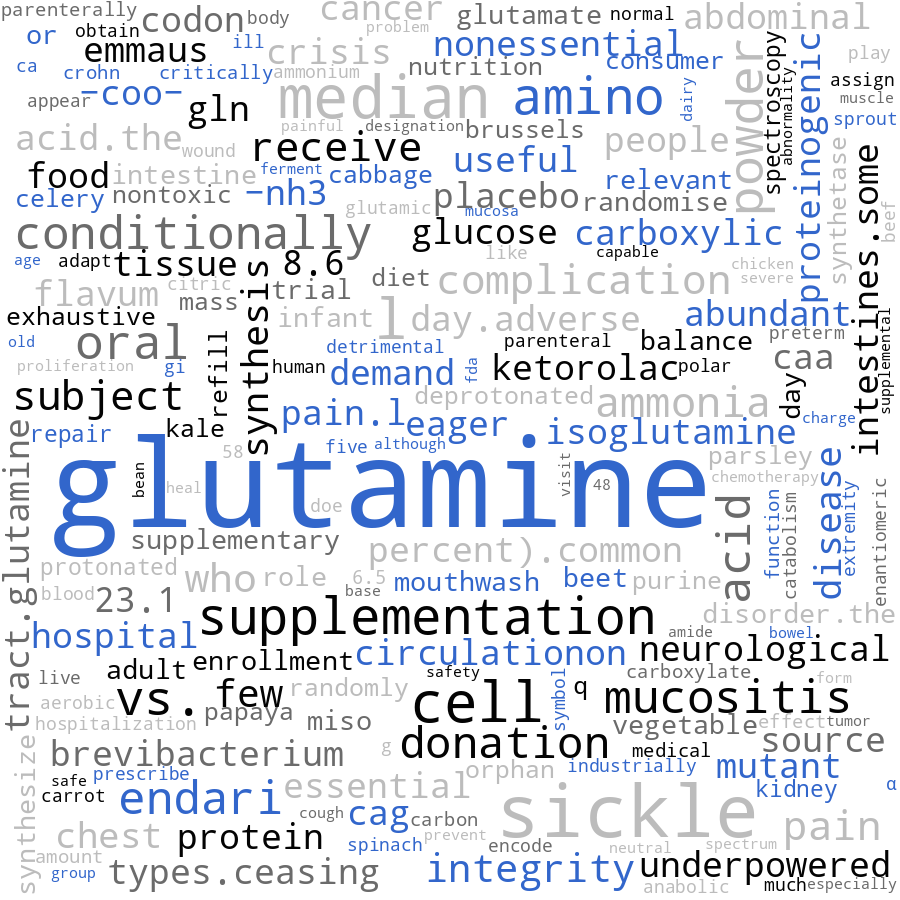 parenterally
codon
body
cancer
problem
glutamate
normal
abdominal
or
obtain
emmaus
ill
crisis
nonessential
consumer
play
ca
crohn
critically
ammonium
nutrition
powder
spectroscopy
abnormality
proteinogenic
assign
appear
-coo-
gln
median
amino
dairy
muscle
sprout
acid.the
wound
painful
designation
receive
brussels
people
synthetase
intestines.some
food
intestine
ferment
cabbage
useful
relevant
celery
nontoxic
-nh3
glutamic
mucosa
placebo
randomise
beef
conditionally
glucose
carboxylic
like
capable
age
adapt
tissue
8.6
diet
complication
chicken
severe
flavum
citric
mass
synthesis
trial
infant
l
day.adverse
abundant
supplemental
exhaustive
old
oral
refill
detrimental
parenteral
balance
preterm
caa
proliferation
gi
human
demand
fda
ketorolac
polar
day
subject
deprotonated
ammonia
pain.l
eager
isoglutamine
charge
repair
kale
five
although
tract.glutamine
58
bean
heal
glutamine
visit
48
parsley
chemotherapy
disease
extremity
enantiomeric
doe
acid
function
catabolism
supplementary
percent).common
protonated
who
role
6.5
base
mouthwash
beet
purine
blood
23.1
supplementation
disorder.the
hospital
amide
bowel
circulationon
neurological
live
adult
enrollment
safety
symbol
carboxylate
form
aerobic
vs.
few
randomly
cell
q
mucositis
hospitalization
papaya
miso
vegetable
effect
tumor
synthesize
brevibacterium
g
donation
medical
source
safe
prescribe
orphan
industrially
mutant
carrot
endari
essential
sickle
kidney
α
cough
cag
carbon
pain
chest
protein
spinach
prevent
encode
neutral
spectrum
amount
group
types.ceasing
integrity
underpowered
anabolic
much
especially